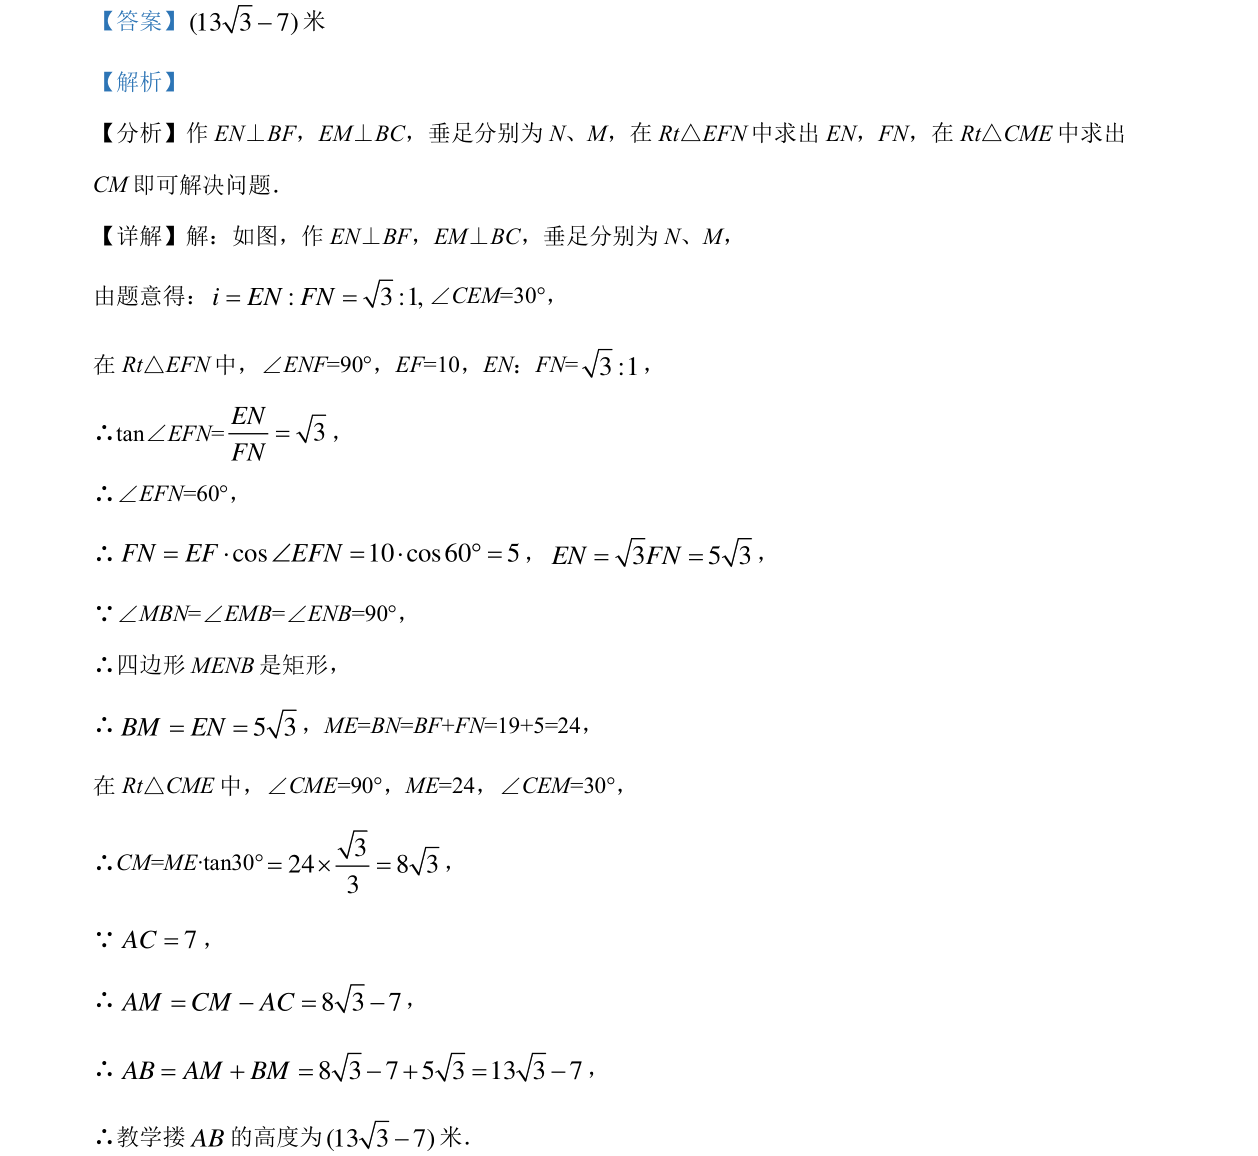 【答案】(13√3－7)米
【解析】
【分析】作 EN⊥BF，EM⊥BC，垂足分别为 N、M，在 Rt△EFN 中求出 EN，FN，在 Rt△CME 中求出
CM 即可解决问题．
【详解】解：如图，作 EN⊥BF，EM⊥BC，垂足分别为 N、M，
由题意得：i = EN : FN = √3 :1, ∠CEM=30°，
在 Rt△EFN 中，∠ENF=90°，EF=10，EN：FN= √3 :1，
∴tan∠EFN= EN/FN = √3，
∴∠EFN=60°，
∴ FN = EF ·cos∠EFN =10·cos60° = 5，EN = √3FN = 5√3，
∵∠MBN=∠EMB=∠ENB=90°，
∴四边形 MENB 是矩形，
∴ BM = EN = 5√3，ME=BN=BF+FN=19+5=24，
在 Rt△CME 中，∠CME=90°，ME=24，∠CEM=30°，
∴CM=ME·tan30° = 24× √3/3 = 8√3，
∵ AC = 7，
∴ AM = CM － AC = 8√3－7，
∴ AB = AM + BM = 8√3－7+5√3 =13√3－7，
∴教学搂 AB 的高度为(13√3－7)米．